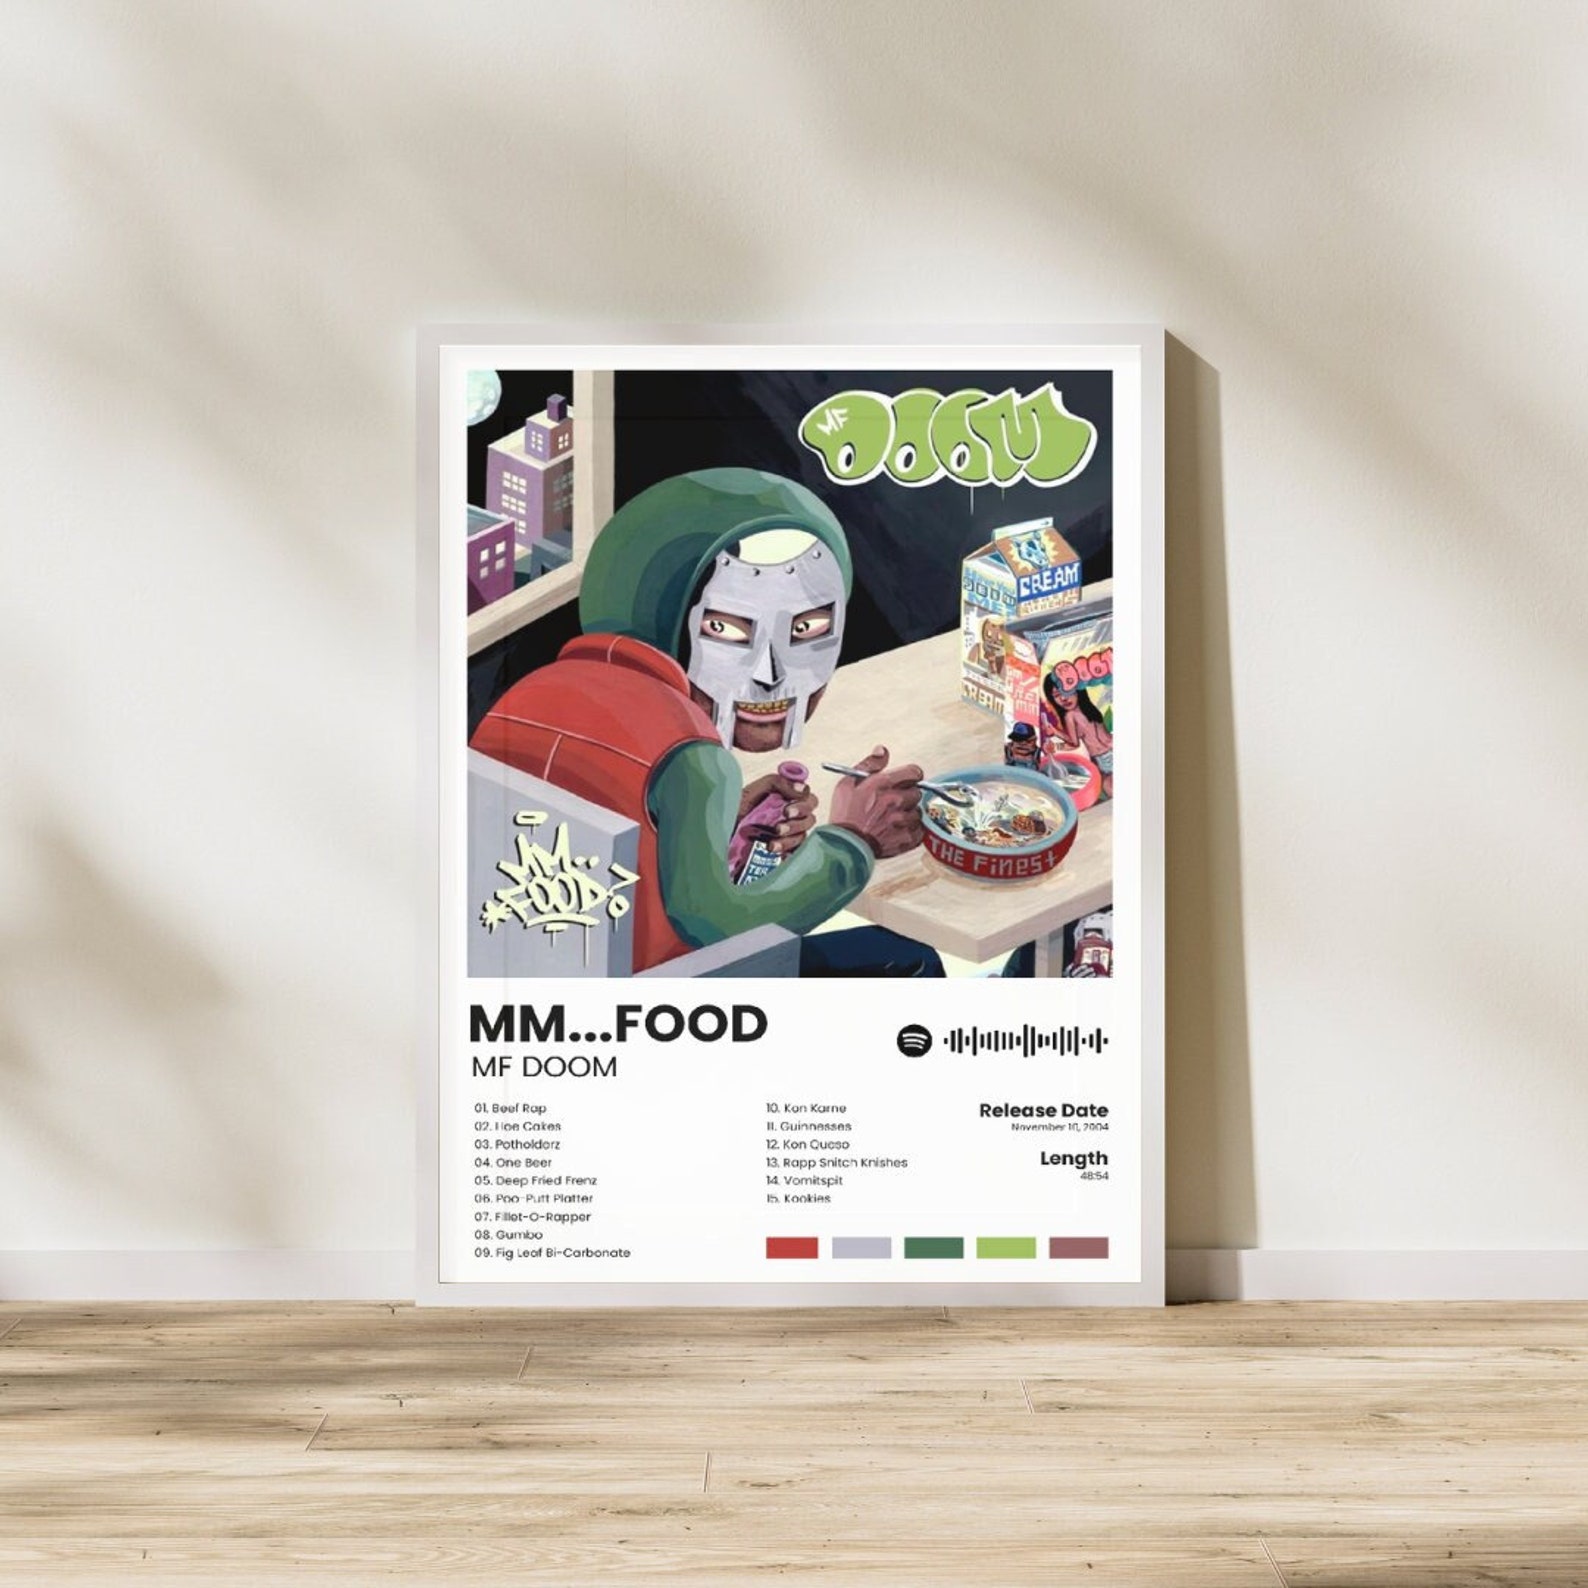 MF DOOM
CREAM
CREAM
DOOM
THE FiNesT
MM..
FOOD?
MM...FOOD
MF DOOM
01. Beef Rap
02. Hoe Cakes
03. Potholderz
04. One Beer
05. Deep Fried Frenz
06. Poo-Putt Platter
07. Fillet-O-Rapper
08. Gumbo
09. Fig Leaf Bi-Carbonate
10. Kon Karne
11. Guinnesses
12. Kon Queso
13. Rapp Snitch Knishes
14. Vomitspit
15. Kookies
Release Date
November 16, 2004
Length
48:54